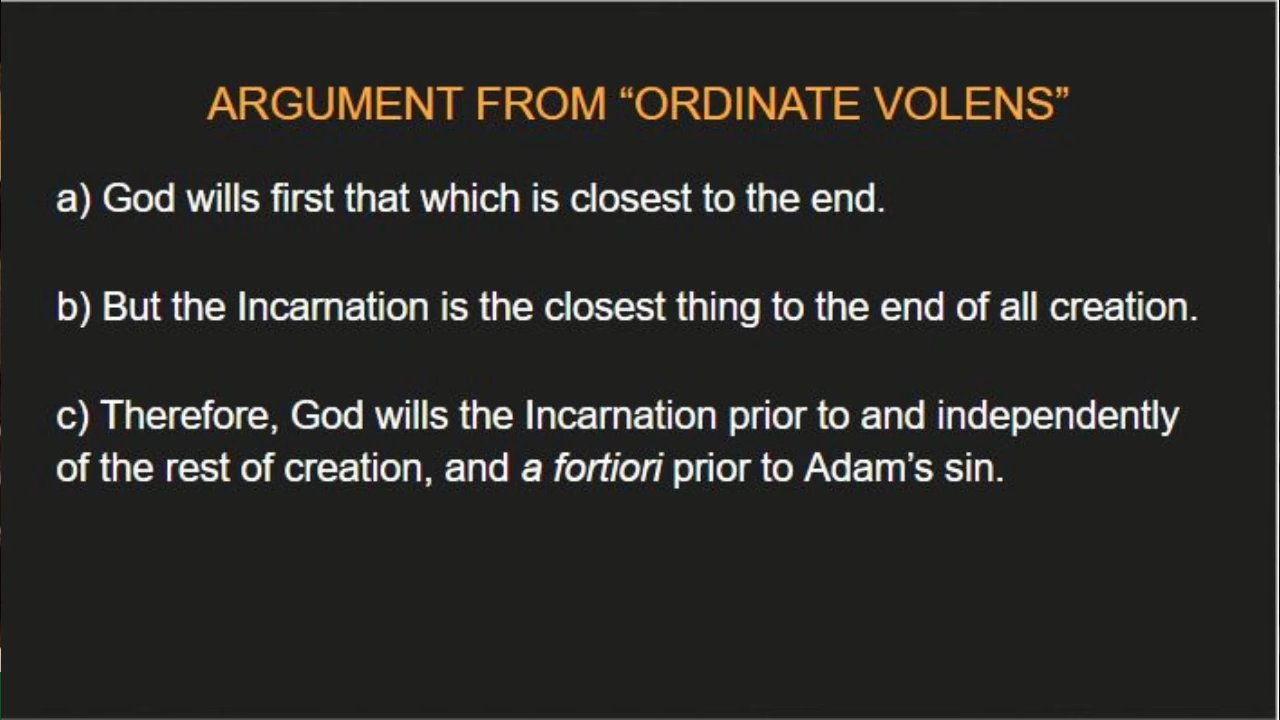 ARGUMENT FROM “ORDINATE VOLENS”
a) God wills first that which is closest to the end.
b) But the Incarnation is the closest thing to the end of all creation.
c) Therefore, God wills the Incarnation prior to and independently
of the rest of creation, and a fortiori prior to Adam’s sin.